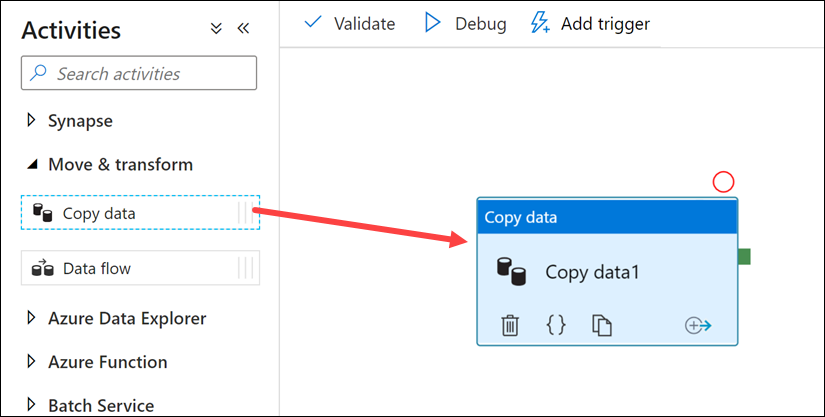 Activities
Search activities
Synapse
Move & transform
Copy data
Data flow
Azure Data Explorer
Azure Function
Batch Service
Validate
Debug
Add trigger
Copy data
Copy data1
{}